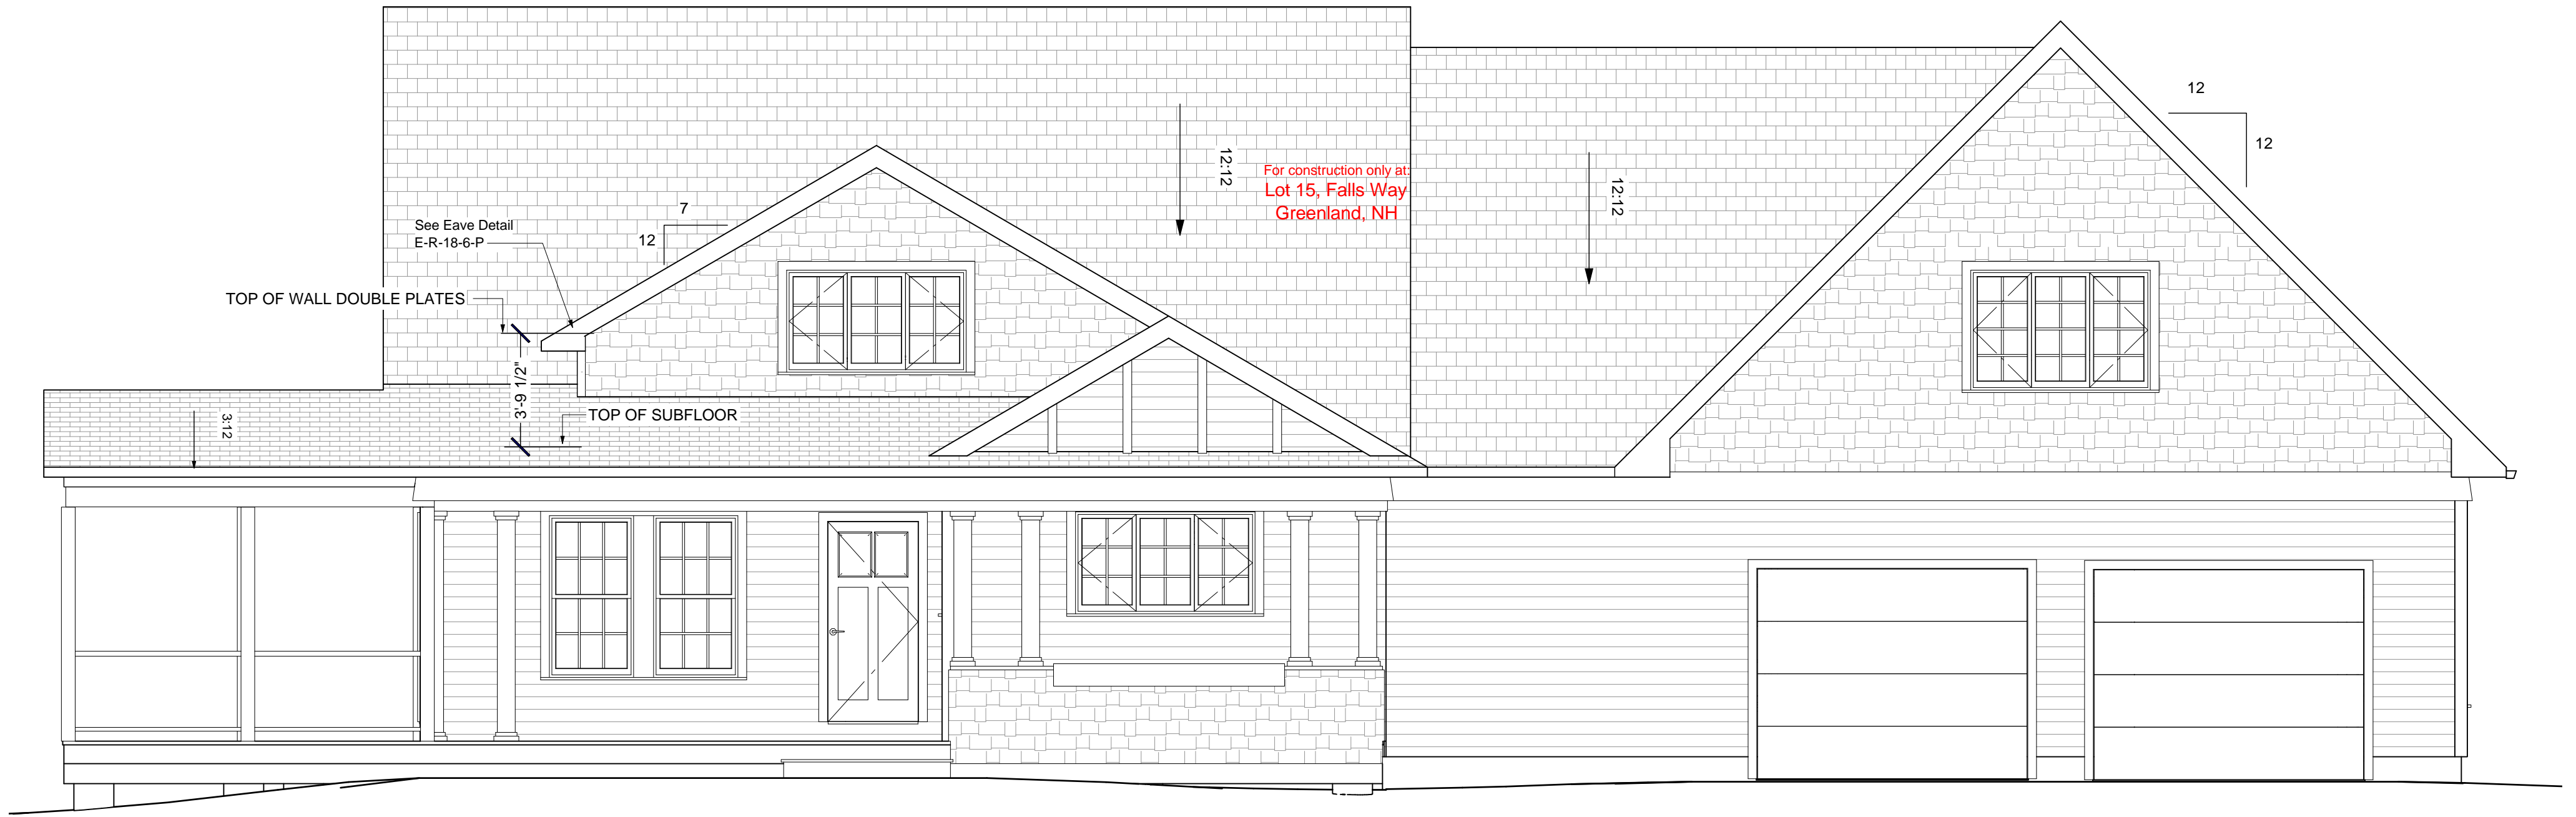 12
12
12:12
For construction only at:
Lot 15, Falls Way
Greenland, NH
12:12
7
12
See Eave Detail
E-R-18-6-P
TOP OF WALL DOUBLE PLATES
3'-9 1/2"
TOP OF SUBFLOOR
3:12